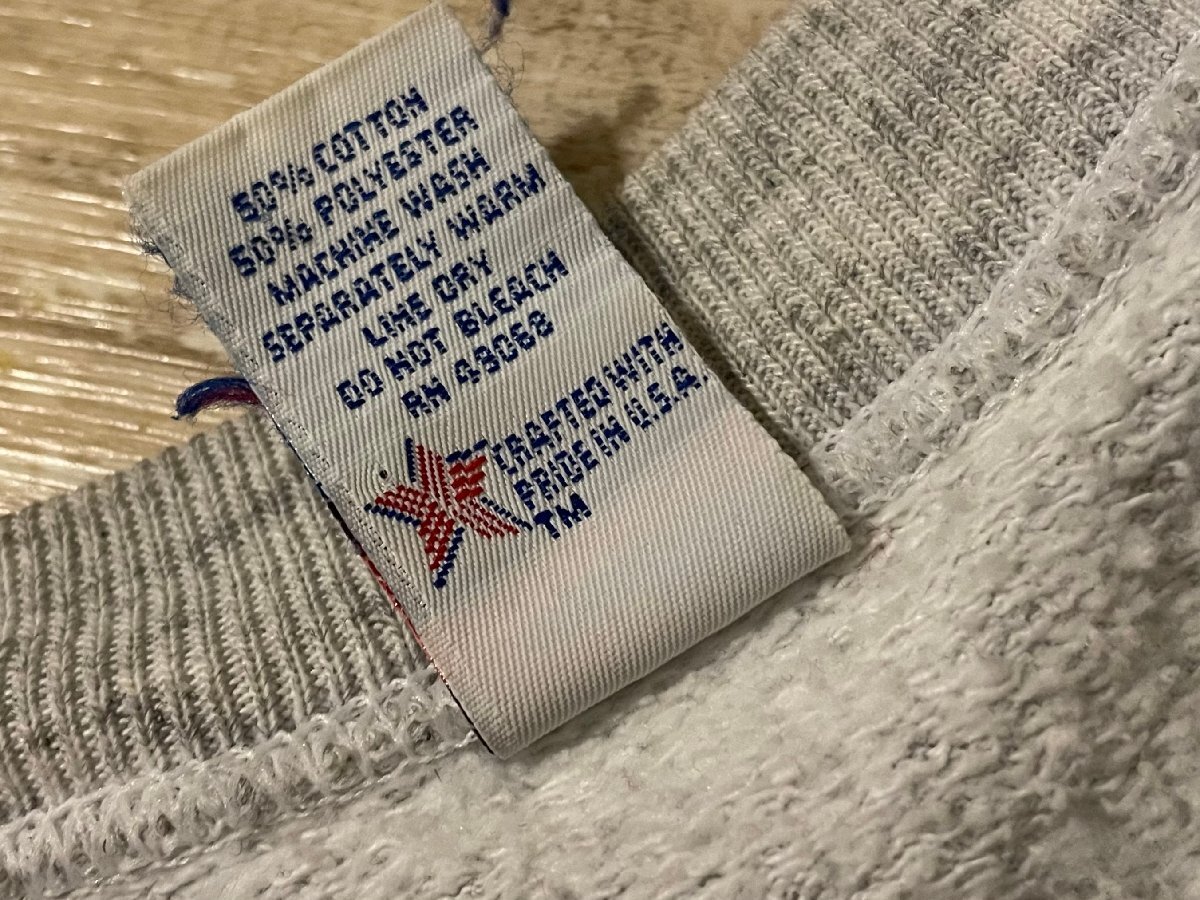 50% COTTON
50% POLYESTER
MACHINE WASH
SEPARATELY WARM
LINE DRY
DO NOT BLEACH
RN 49068
CRAFTED WITH
PRIDE IN U.S.A.
TM